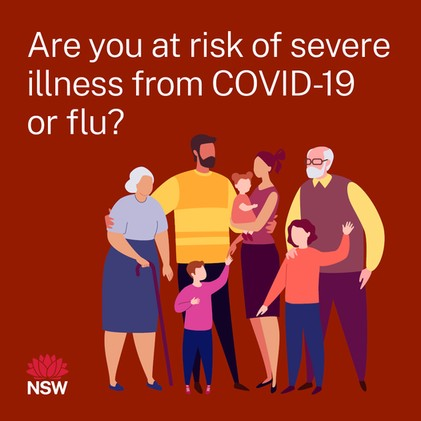 Are you at risk of severe
illness from COVID-19
or flu?
NSW